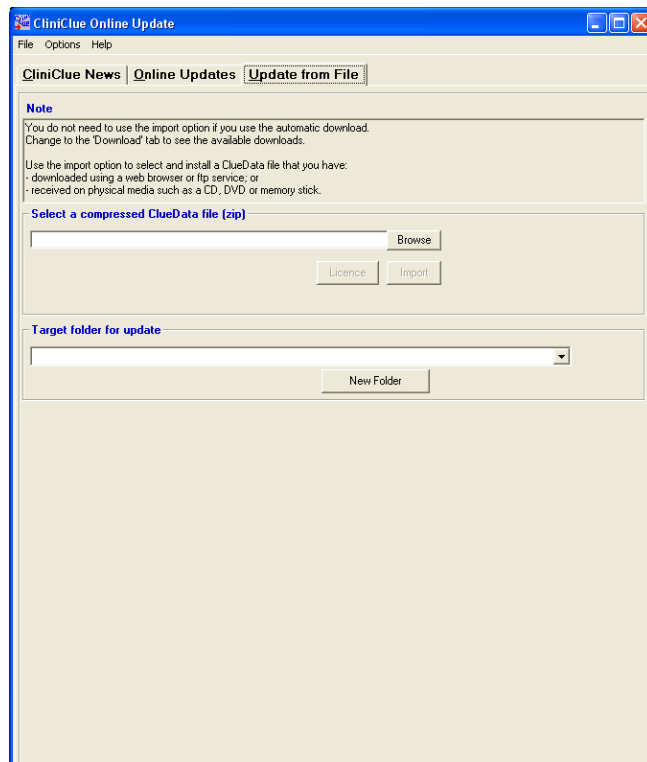 CliniClue Online Update
File Options Help
CliniClue News Online Updates Update from File
Note
You do not need to use the import option if you use the automatic download.
Change to the 'Download' tab to see the available downloads.
Use the import option to select and install a ClueData file that you have:
- downloaded using a web browser or ftp service; or
- received on physical media such as a CD, DVD or memory stick.
Select a compressed ClueData file (zip)
Browse
Licence Import
Target folder for update
New Folder